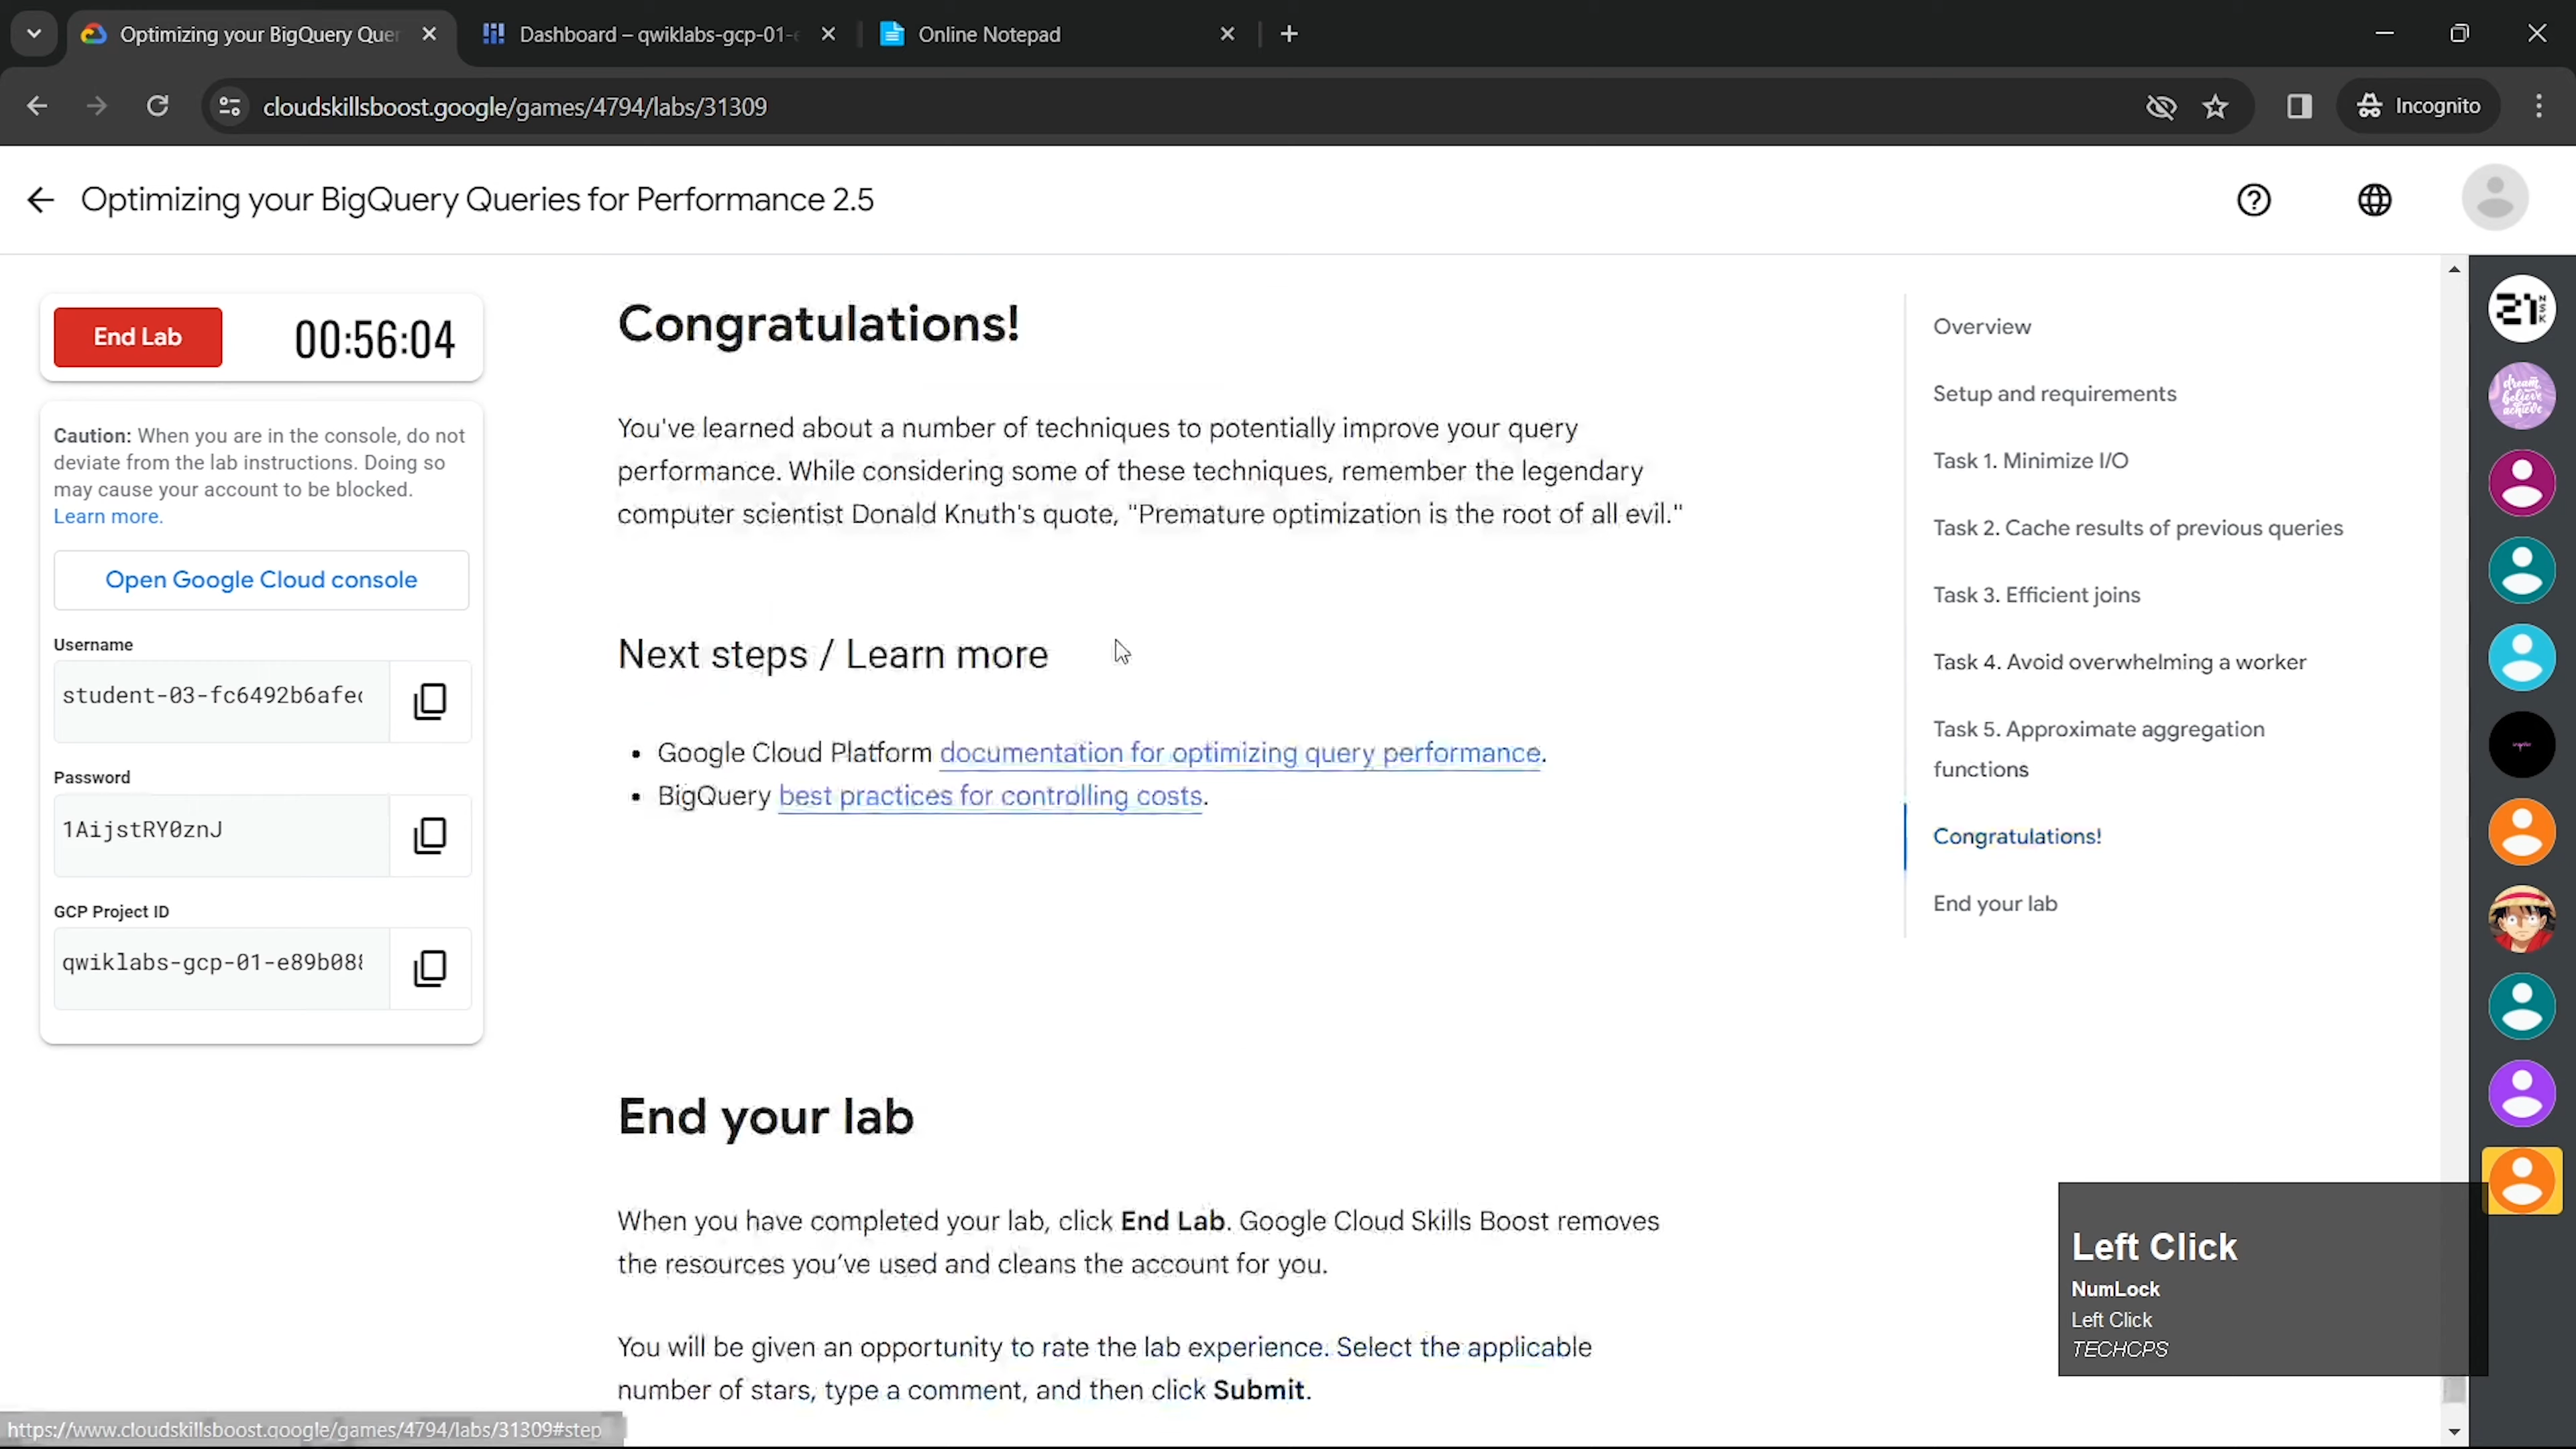 Optimizing your BigQuery Quer
Dashboard – qwiklabs-gcp-01-e
Online Notepad
cloudskillsboost.google/games/4794/labs/31309
Incognito
Optimizing your BigQuery Queries for Performance 2.5
End Lab
00:56:04
Caution: When you are in the console, do not
deviate from the lab instructions. Doing so
may cause your account to be blocked.
Learn more.
Open Google Cloud console
Username
student-03-fc6492b6afec
Password
1AijstRY0znJ
GCP Project ID
qwiklabs-gcp-01-e89b088
Congratulations!
You've learned about a number of techniques to potentially improve your query
performance. While considering some of these techniques, remember the legendary
computer scientist Donald Knuth's quote, "Premature optimization is the root of all evil."
Next steps / Learn more
• Google Cloud Platform documentation for optimizing query performance.
• BigQuery best practices for controlling costs.
End your lab
When you have completed your lab, click End Lab. Google Cloud Skills Boost removes
the resources you’ve used and cleans the account for you.
You will be given an opportunity to rate the lab experience. Select the applicable
number of stars, type a comment, and then click Submit.
Overview
Setup and requirements
Task 1. Minimize I/O
Task 2. Cache results of previous queries
Task 3. Efficient joins
Task 4. Avoid overwhelming a worker
Task 5. Approximate aggregation
functions
Congratulations!
End your lab
21
NSK
dream
believe
achieve
Left Click
NumLock
Left Click
TECHCPS
https://www.cloudskillsboost.google/games/4794/labs/31309#step